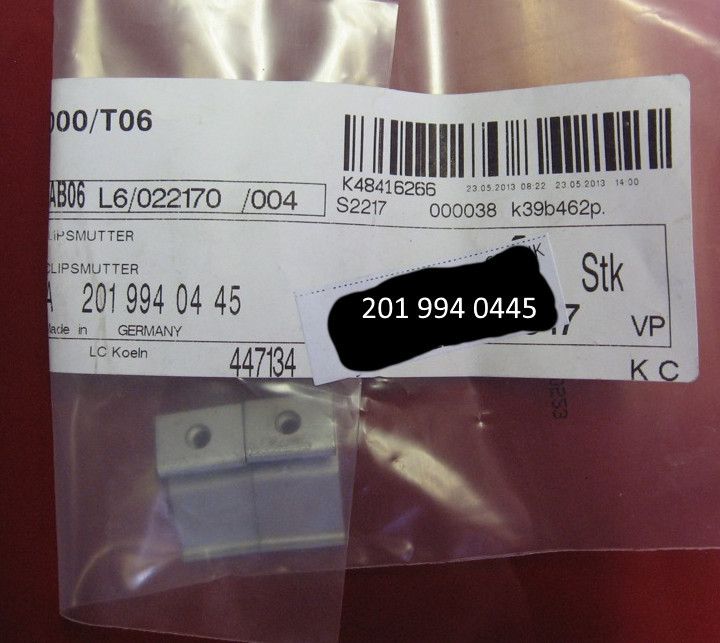 000/T06
K48416266 23.05.2013 08:22 23.05.2013 14:00
AB06 L6/022170 /004
S2217 000038 k39b462p.
CLIPSMUTTER
CLIPSMUTTER
Stk
A 201 994 04 45
201 994 0445
Made in GERMANY
VP
LC Koeln
447134
K C